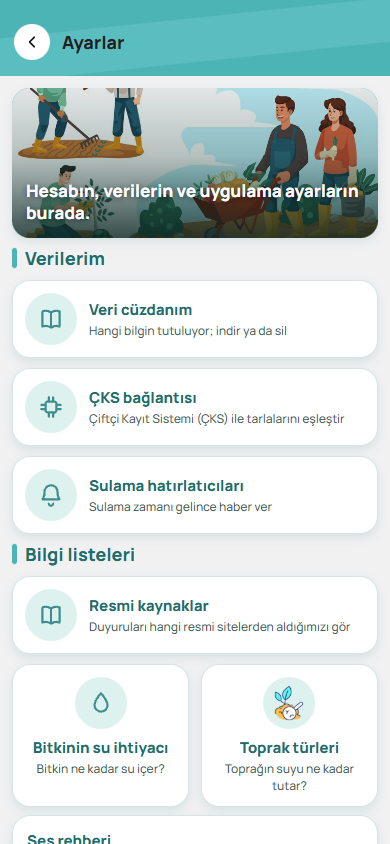 Ayarlar
Hesabın, verilerin ve uygulama ayarların
burada.
Verilerim
Veri cüzdanım
Hangi bilgin tutuluyor; indir ya da sil
ÇKS bağlantısı
Çiftçi Kayıt Sistemi (ÇKS) ile tarlalarını eşleştir
Sulama hatırlatıcıları
Sulama zamanı gelince haber ver
Bilgi listeleri
Resmi kaynaklar
Duyuruları hangi resmi sitelerden aldığımızı gör
Bitkinin su ihtiyacı
Bitkin ne kadar su içer?
Toprak türleri
Toprağın suyu ne kadar
tutar?
Ses rehberi